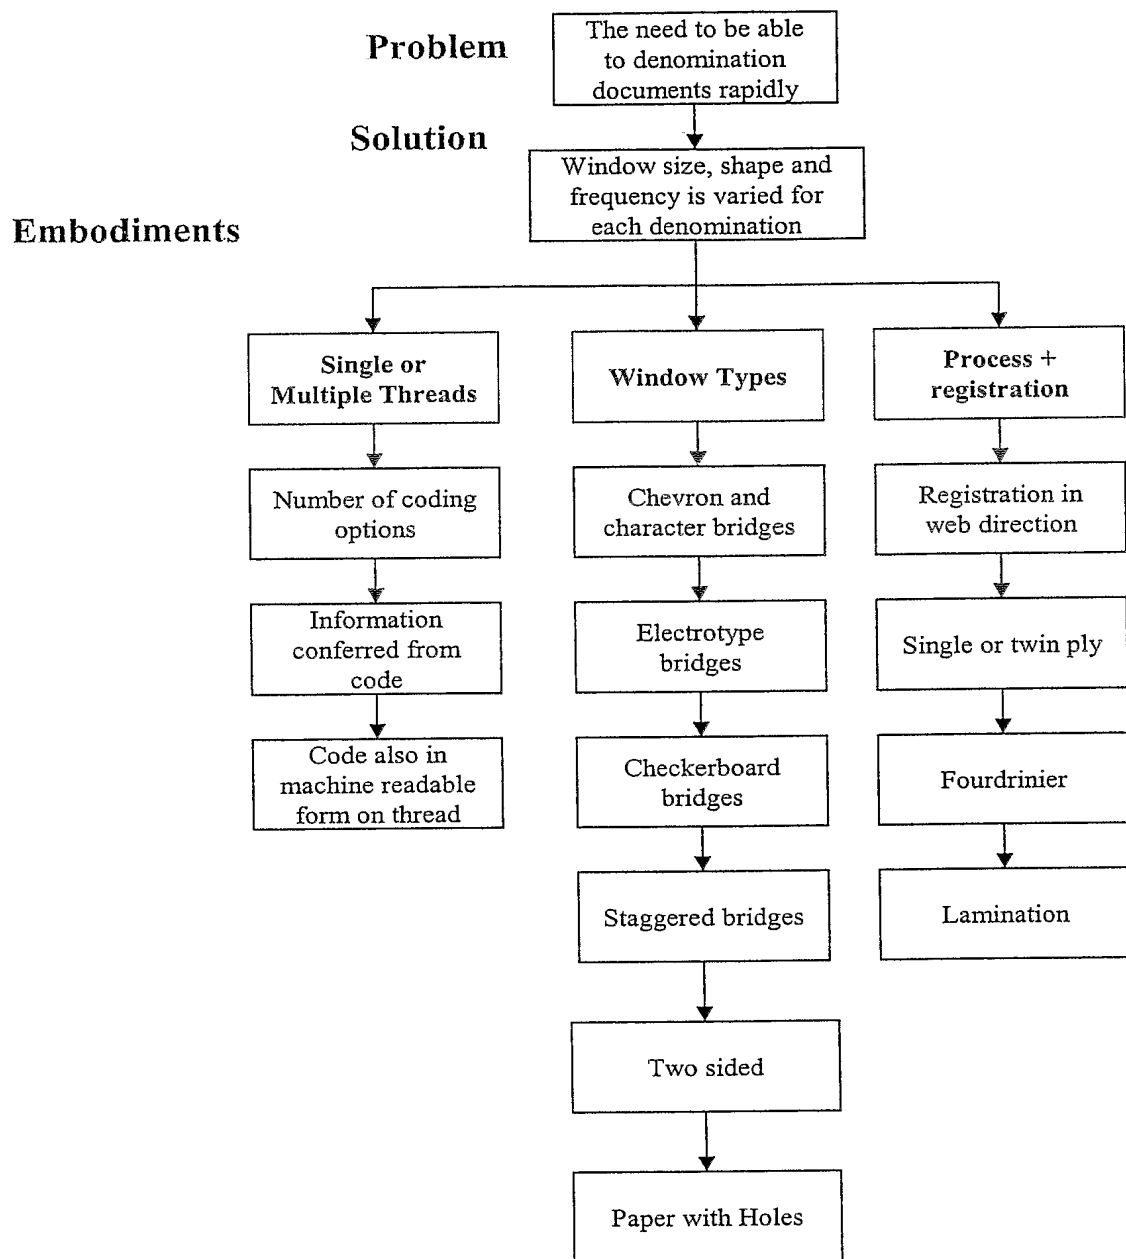 Problem
The need to be able
to denomination
documents rapidly
Solution
Window size, shape and
frequency is varied for
each denomination
Embodiments
Single or
Multiple Threads
Number of coding
options
Information
conferred from
code
Code also in
machine readable
form on thread
Window Types
Chevron and
character bridges
Electrotype
bridges
Checkerboard
bridges
Staggered bridges
Two sided
Paper with Holes
Process +
registration
Registration in
web direction
Single or twin ply
Fourdrinier
Lamination